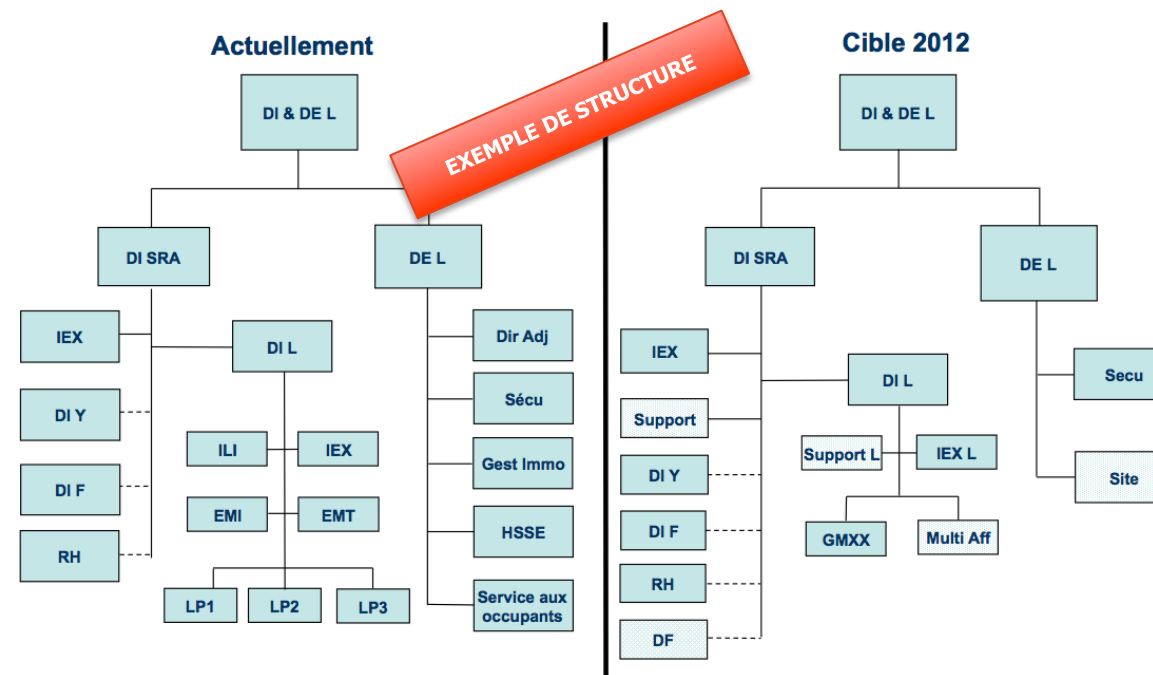 Actuellement
Cible 2012
EXEMPLE DE STRUCTURE
DI & DE L
DI SRA
DE L
IEX
DI L
DI Y
DI F
RH
ILI
IEX
EMI
EMT
LP1
LP2
LP3
Dir Adj
Sécu
Gest Immo
HSSE
Service aux
occupants
DI & DE L
DI SRA
DE L
IEX
Support
DI Y
DI F
RH
DF
DI L
Support L
IEX L
GMXX
Multi Aff
Secu
Site